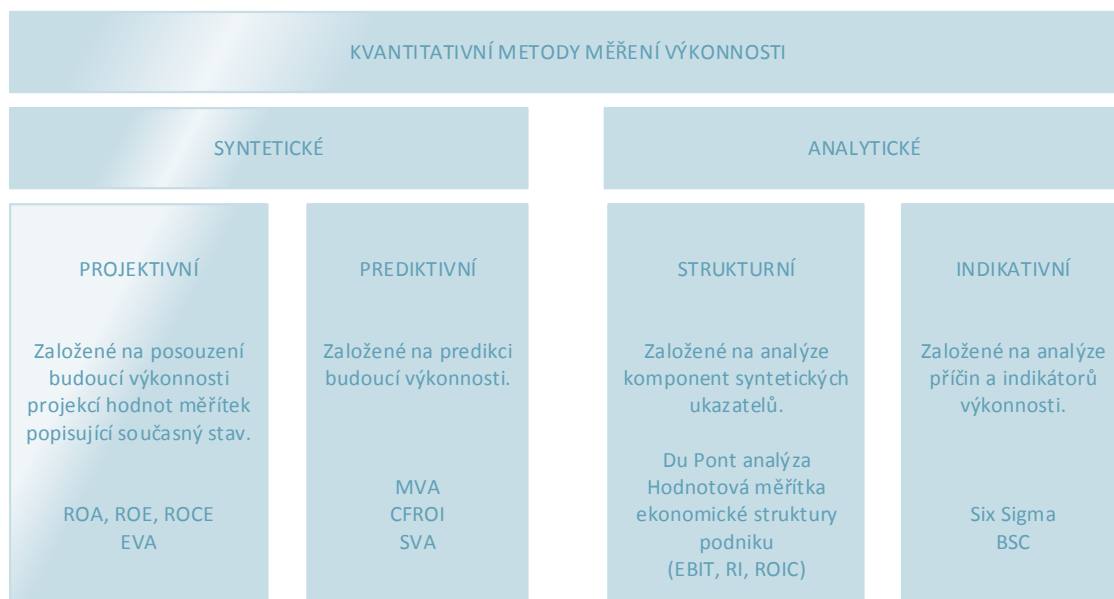 KVANTITATIVNÍ METODY MĚŘENÍ VÝKONNOSTI
SYNTETICKÉ
ANALYTICKÉ
PROJEKTIVNÍ
Založené na posouzení
budoucí výkonnosti
projekcí hodnot měřítek
popisující současný stav.
ROA, ROE, ROCE
EVA
PREDIKTIVNÍ
Založené na predikci
budoucí výkonnosti.
MVA
CFROI
SVA
STRUKTURNÍ
Založené na analýze
komponent syntetických
ukazatelů.
Du Pont analýza
Hodnotová měřítka
ekonomické struktury
podniku
(EBIT, RI, ROIC)
INDIKATIVNÍ
Založené na analýze
příčin a indikátorů
výkonnosti.
Six Sigma
BSC